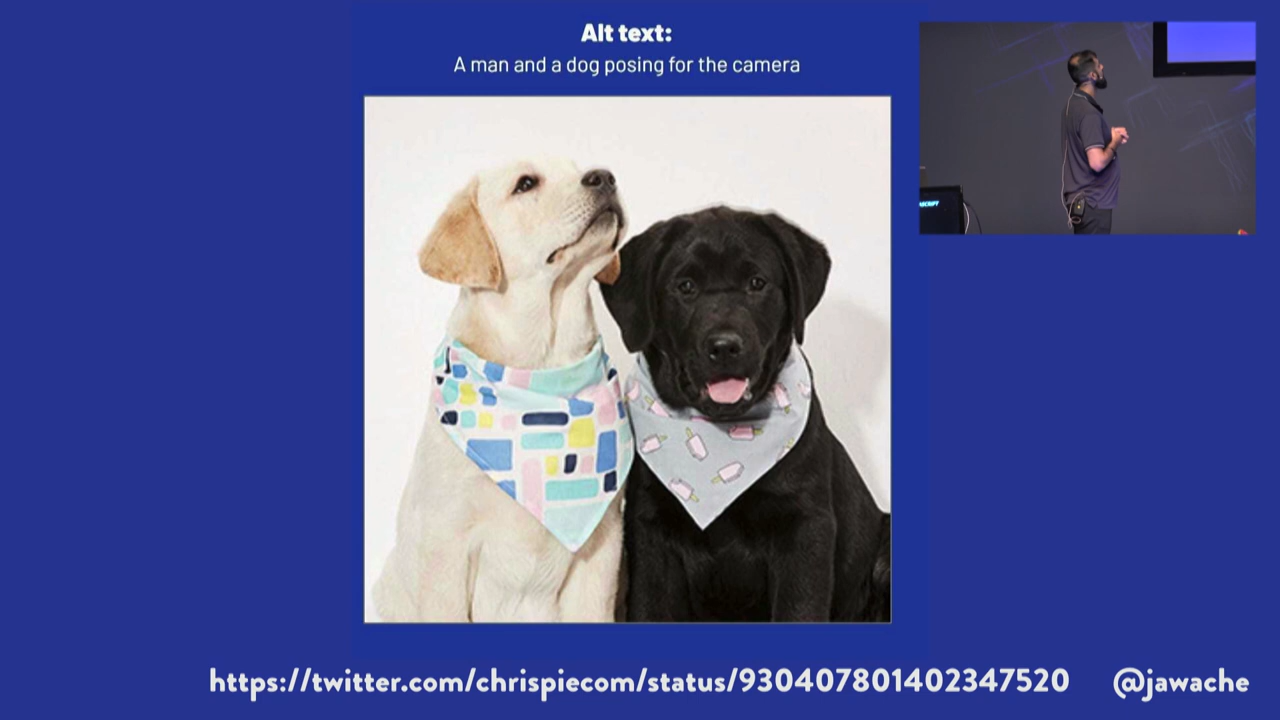 Alt text:
A man and a dog posing for the camera
https://twitter.com/chrispiecom/status/930407801402347520
@jawache